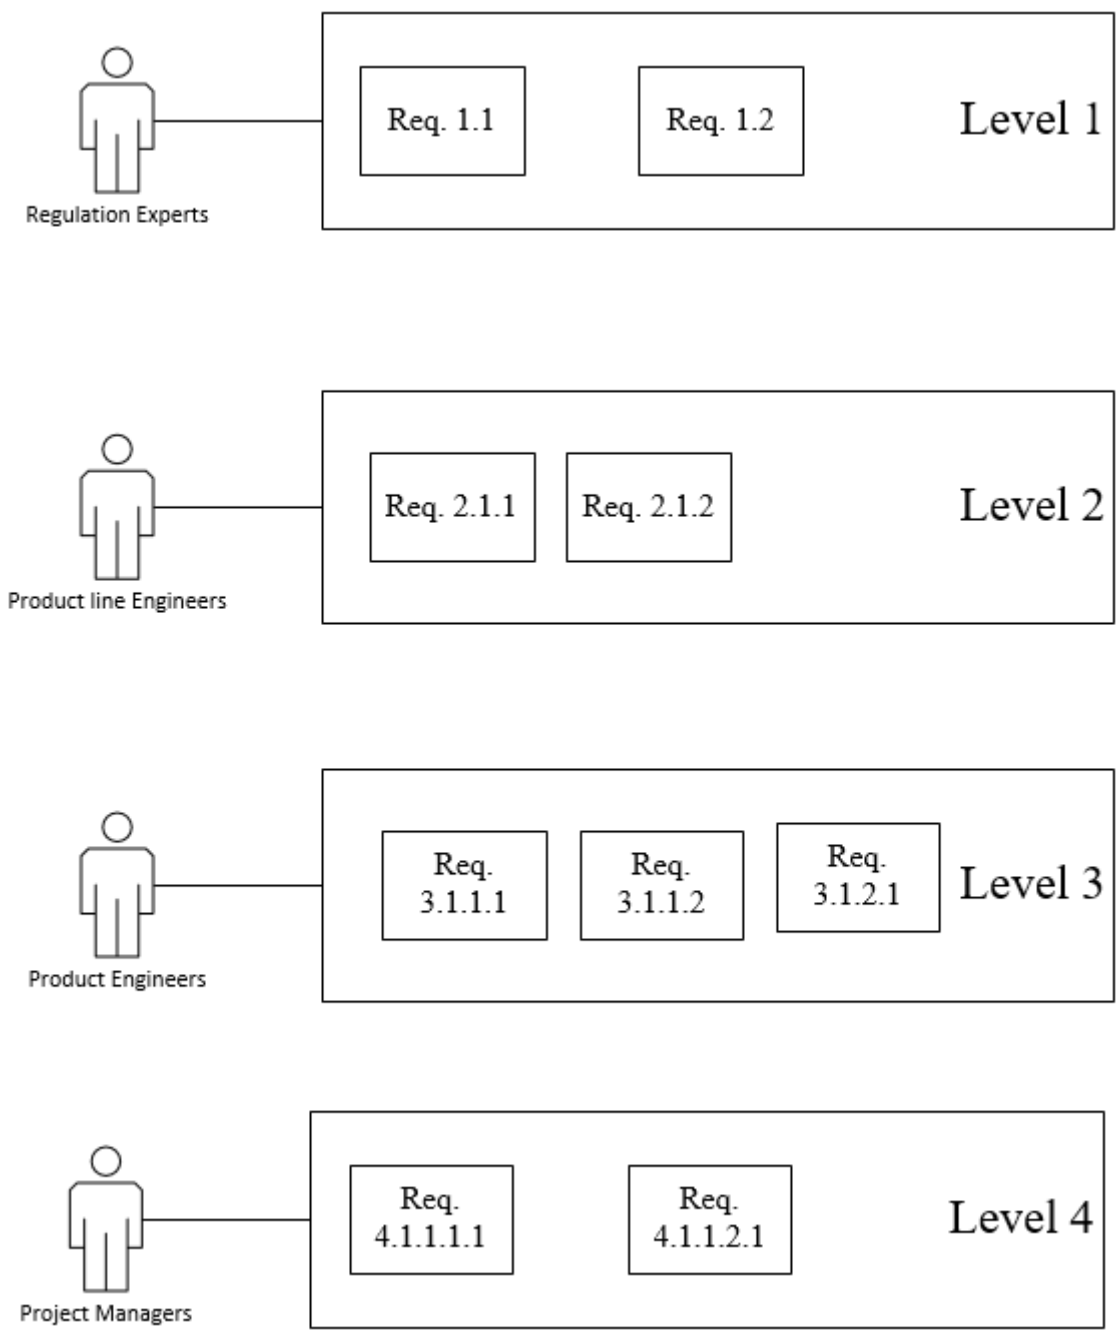 Req. 1.1
Req. 1.2
Level 1
Regulation Experts
Req. 2.1.1
Req. 2.1.2
Level 2
Product line Engineers
Req.
3.1.1.1
Req.
3.1.1.2
Req.
3.1.2.1
Level 3
Product Engineers
Req.
4.1.1.1.1
Req.
4.1.1.2.1
Level 4
Project Managers